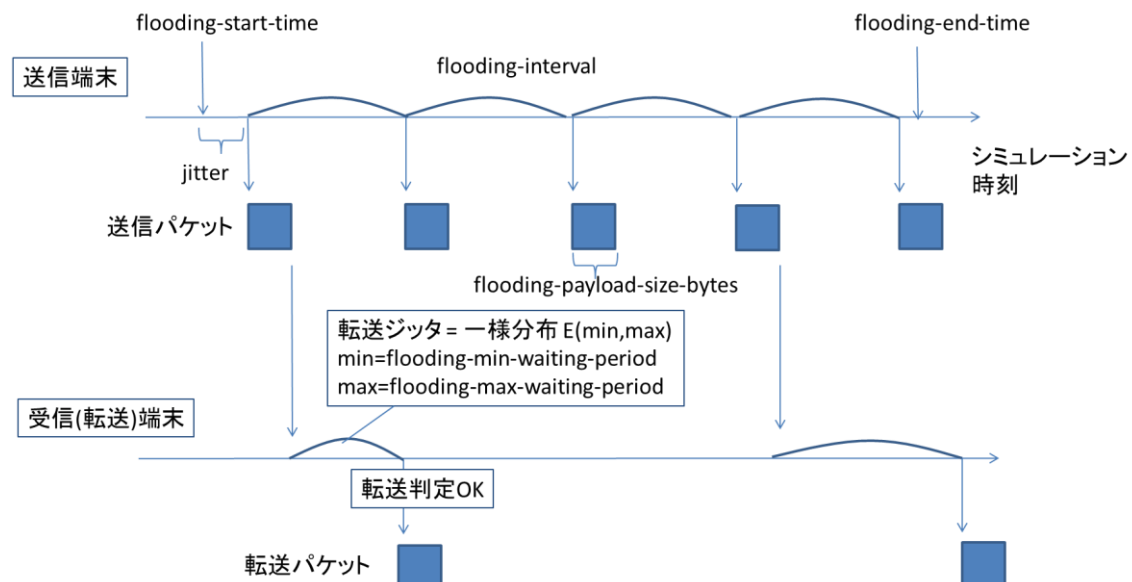 flooding-start-time
flooding-end-time
送信端末
flooding-interval
jitter
シミュレーション
時刻
送信パケット
flooding-payload-size-bytes
転送ジッタ = 一様分布 E(min,max)
min=flooding-min-waiting-period
max=flooding-max-waiting-period
受信(転送)端末
転送判定OK
転送パケット